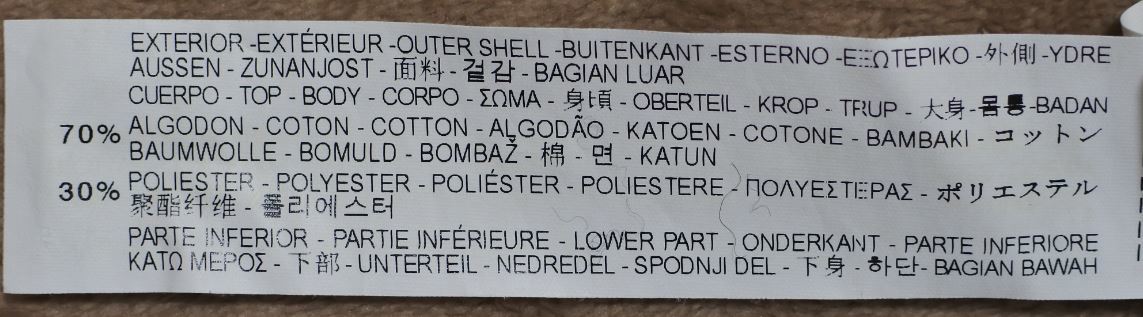 EXTERIOR -EXTÉRIEUR -OUTER SHELL -BUITENKANT -ESTERNO -ΕΞΩΤΕΡΙΚΟ -外側 -YDRE
AUSSEN - ZUNANJOST - 面料 - 겉감 - BAGIAN LUAR
CUERPO - TOP - BODY - CORPO - ΣΩΜΑ - 身頃 - OBERTEIL - KROP - TRUP - 大身-몸통-BADAN
70% ALGODON - COTON - COTTON - ALGODÃO - KATOEN - COTONE - BAMBAKI - コットン
BAUMWOLLE - BOMULD - BOMBAŽ - 棉 - 면 - KATUN
30% POLIESTER - POLYESTER - POLIÉSTER - POLIESTERE - ΠΟΛΥΕΣΤΕΡΑΣ - ポリエステル
聚酯纤维 - 폴리에스터
PARTE INFERIOR - PARTIE INFÉRIEURE - LOWER PART - ONDERKANT - PARTE INFERIORE
ΚΑΤΩ ΜΕΡΟΣ - 下部 - UNTERTEIL - NEDREDEL - SPODNJI DEL - 下身 - 하단- BAGIAN BAWAH